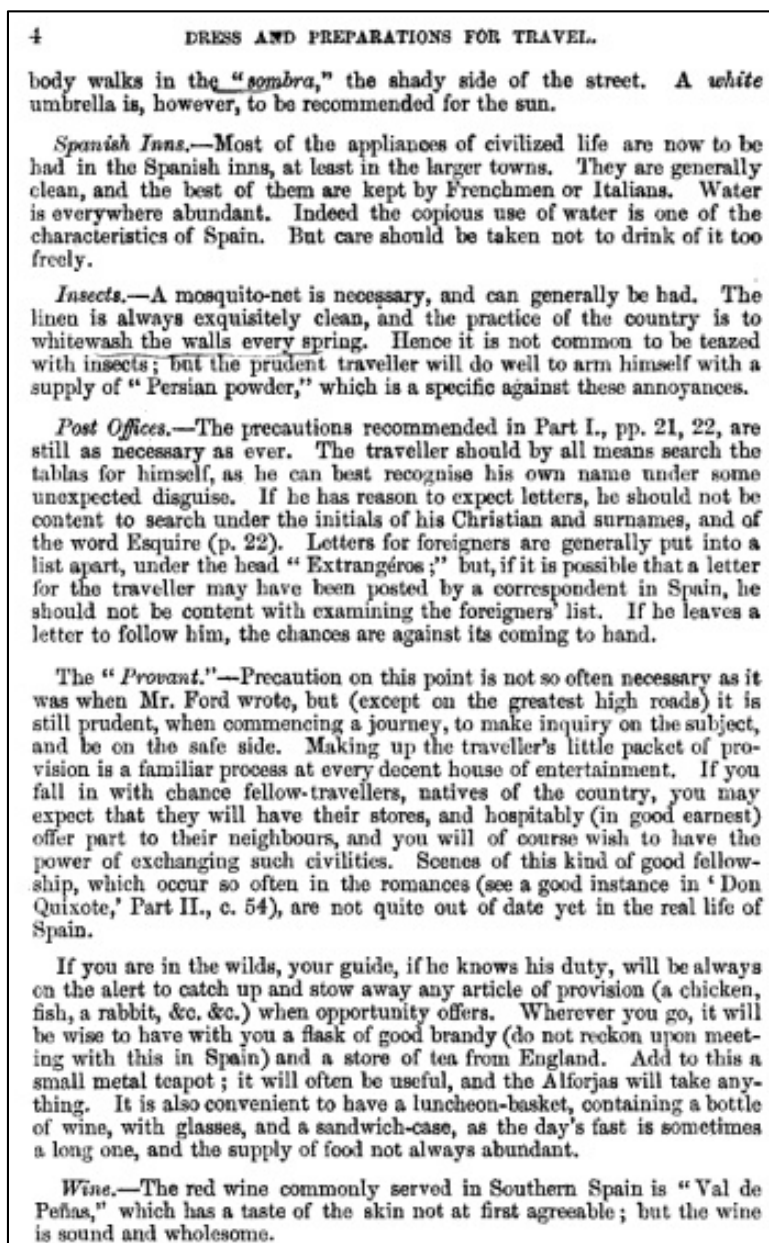 4 DRESS AND PREPARATIONS FOR TRAVEL.
body walks in the "sombra," the shady side of the street. A white
umbrella is, however, to be recommended for the sun.
Spanish Inns.—Most of the appliances of civilized life are now to be
had in the Spanish inns, at least in the larger towns. They are generally
clean, and the best of them are kept by Frenchmen or Italians. Water
is everywhere abundant. Indeed the copious use of water is one of the
characteristics of Spain. But care should be taken not to drink of it too
freely.
Insects.—A mosquito-net is necessary, and can generally be had. The
linen is always exquisitely clean, and the practice of the country is to
whitewash the walls every spring. Hence it is not common to be teazed
with insects; but the prudent traveller will do well to arm himself with a
supply of "Persian powder," which is a specific against these annoyances.
Post Offices.—The precautions recommended in Part I., pp. 21, 22, are
still as necessary as ever. The traveller should by all means search the
tablas for himself, as he can best recognise his own name under some
unexpected disguise. If he has reason to expect letters, he should not be
content to search under the initials of his Christian and surnames, and of
the word Esquire (p. 22). Letters for foreigners are generally put into a
list apart, under the head "Extrangéros;" but, if it is possible that a letter
for the traveller may have been posted by a correspondent in Spain, he
should not be content with examining the foreigners' list. If he leaves a
letter to follow him, the chances are against its coming to hand.
The "Provant."—Precaution on this point is not so often necessary as it
was when Mr. Ford wrote, but (except on the greatest high roads) it is
still prudent, when commencing a journey, to make inquiry on the subject,
and be on the safe side. Making up the traveller's little packet of pro-
vision is a familiar process at every decent house of entertainment. If you
fall in with chance fellow-travellers, natives of the country, you may
expect that they will have their stores, and hospitably (in good earnest)
offer part to their neighbours, and you will of course wish to have the
power of exchanging such civilities. Scenes of this kind of good fellow-
ship, which occur so often in the romances (see a good instance in 'Don
Quixote,' Part II., c. 54), are not quite out of date yet in the real life of
Spain.
If you are in the wilds, your guide, if he knows his duty, will be always
on the alert to catch up and stow away any article of provision (a chicken,
fish, a rabbit, &c. &c.) when opportunity offers. Wherever you go, it will
be wise to have with you a flask of good brandy (do not reckon upon meet-
ing with this in Spain) and a store of tea from England. Add to this a
small metal teapot; it will often be useful, and the Alforjas will take any-
thing. It is also convenient to have a luncheon-basket, containing a bottle
of wine, with glasses, and a sandwich-case, as the day's fast is sometimes
a long one, and the supply of food not always abundant.
Wine.—The red wine commonly served in Southern Spain is "Val de
Peñas," which has a taste of the skin not at first agreeable; but the wine
is sound and wholesome.